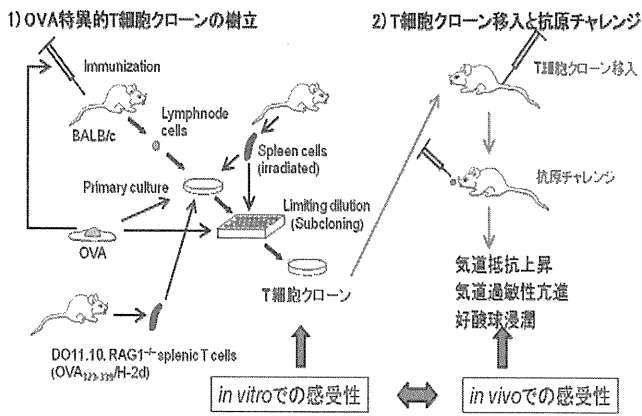 1) OVA特異的T細胞クローンの樹立
Immunization
BALB/c
Lymphnode
cells
Spleen cells
(irradiated)
Primary culture
Limiting dilution
(Subcloning)
OVA
T細胞クローン
DO11.10. RAG1-/- splenic T cells
(OVA323-339/H-2d)
in vitroでの感受性
2) T細胞クローン移入と抗原チャレンジ
T細胞クローン移入
抗原チャレンジ
気道抵抗上昇
気道過敏性亢進
好酸球浸潤
in vivoでの感受性